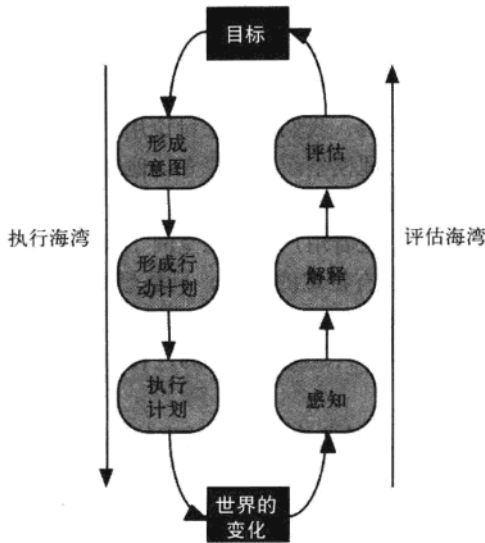 目标
形成
意图
评估
执行海湾
评估海湾
形成行
动计划
解释
执行
计划
感知
世界的
变化